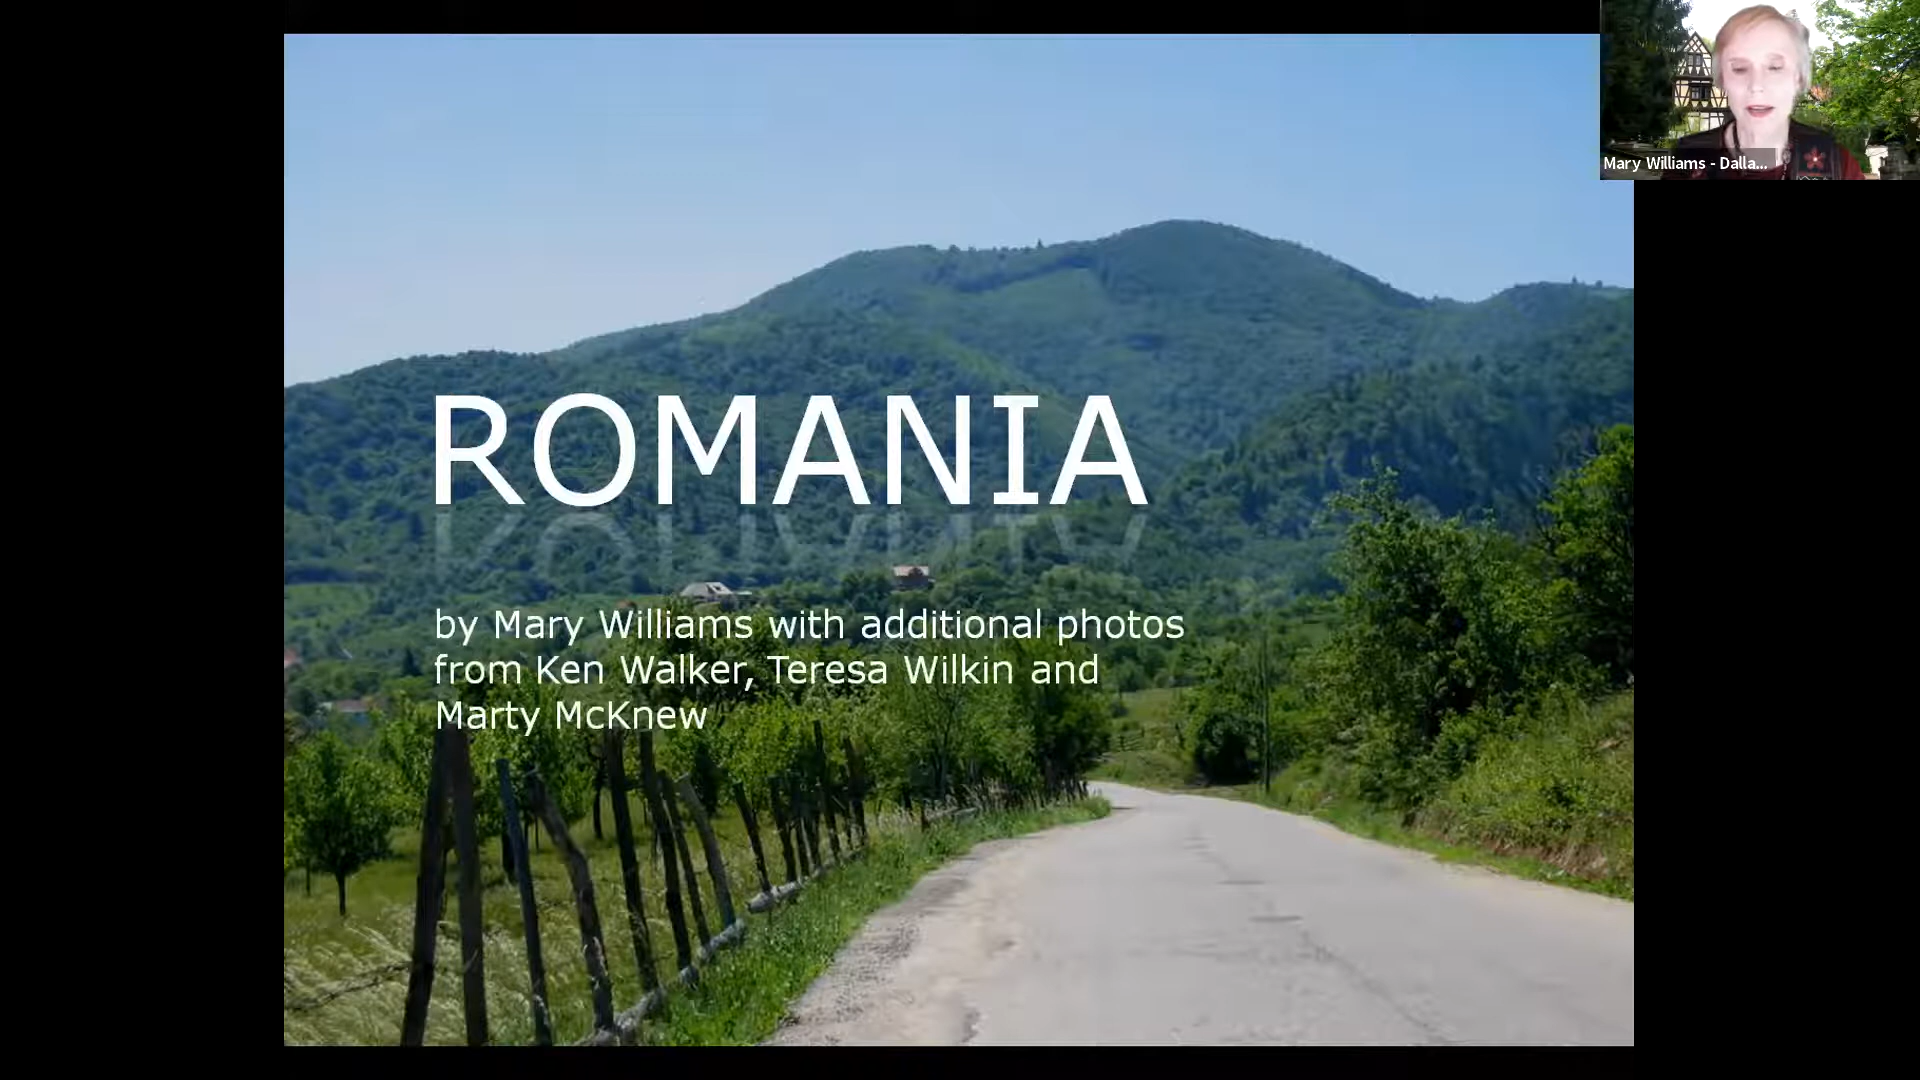 Mary Williams - Dalla...
ROMANIA
by Mary Williams with additional photos
from Ken Walker, Teresa Wilkin and
Marty McKnew